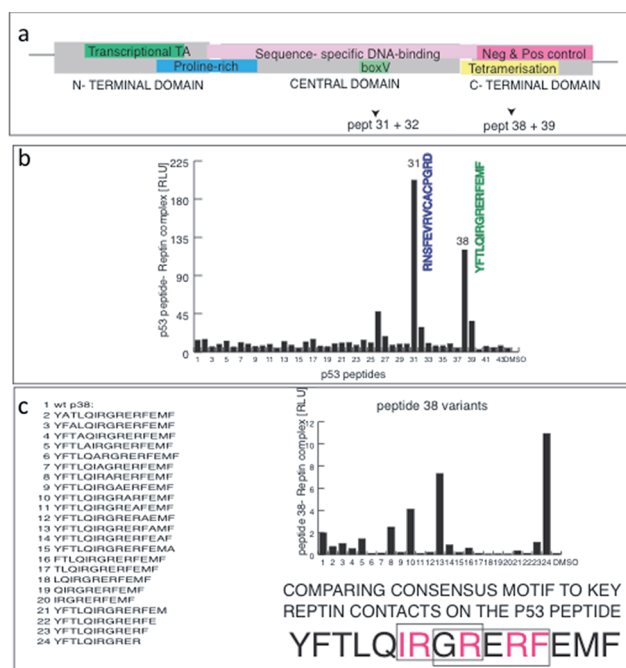 a
Transcriptional TA
Sequence- specific DNA-binding
Neg & Pos control
Proline-rich
boxV
Tetramerisation
N- TERMINAL DOMAIN
CENTRAL DOMAIN
C- TERMINAL DOMAIN
pept 31 + 32
pept 38 + 39
b
p53 peptide- Reptin complex [RLU]
225
180
135
90
45
0
31
RNSFEVRVCACPGRD
38
YFTLQIRGRERFEMF
1 3 5 7 9 11 13 15 17 19 21 23 25 27 29 31 33 35 37 39 41 43 DMSO
p53 peptides
c
1 wt p38:
2 YATLQIRGRERFEMF
3 YFALQIRGRERFEMF
4 YFTAQIRGRERFEMF
5 YFTLAIRGRERFEMF
6 YFTLQARGRERFEMF
7 YFTLQIAGRERFEMF
8 YFTLQIRARERFEMF
9 YFTLQIRGAERFEMF
10 YFTLQIRGRARFEMF
11 YFTLQIRGREAFEMF
12 YFTLQIRGRERAEMF
13 YFTLQIRGRERFAMF
14 YFTLQIRGRERFEAF
15 YFTLQIRGRERFEMA
16 FTLQIRGRERFEMF
17 TLQIRGRERFEMF
18 LQIRGRERFEMF
19 QIRGRERFEMF
20 IRGRERFEMF
21 YFTLQIRGRERFEM
22 YFTLQIRGRERFE
23 YFTLQIRGRERF
24 YFTLQIRGRER
peptide 38 variants
peptide 38- Reptin complex [RLU]
12
10
8
6
4
2
0
1 2 3 4 5 6 7 8 9 10 11 12 13 14 15 16 17 18 19 20 21 22 23 24 DMSO
COMPARING CONSENSUS MOTIF TO KEY
REPTIN CONTACTS ON THE P53 PEPTIDE
YFTLQIRGRERFEMF